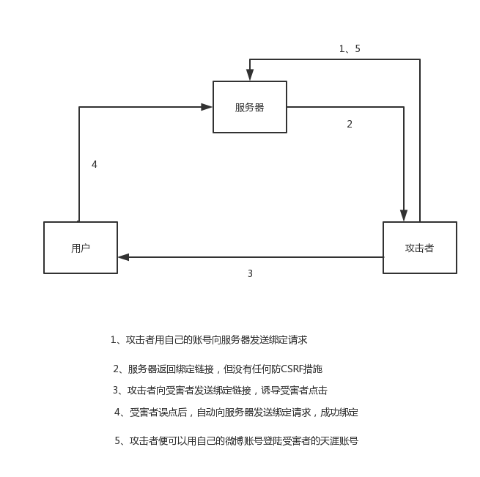 1、5
服务器
2
4
用户
攻击者
3
1、攻击者用自己的账号向服务器发送绑定请求
2、服务器返回绑定链接，但没有任何防CSRF措施
3、攻击者向受害者发送绑定链接，诱导受害者点击
4、受害者误点后，自动向服务器发送绑定请求，成功绑定
5、攻击者便可以用自己的微博账号登陆受害者的天涯账号